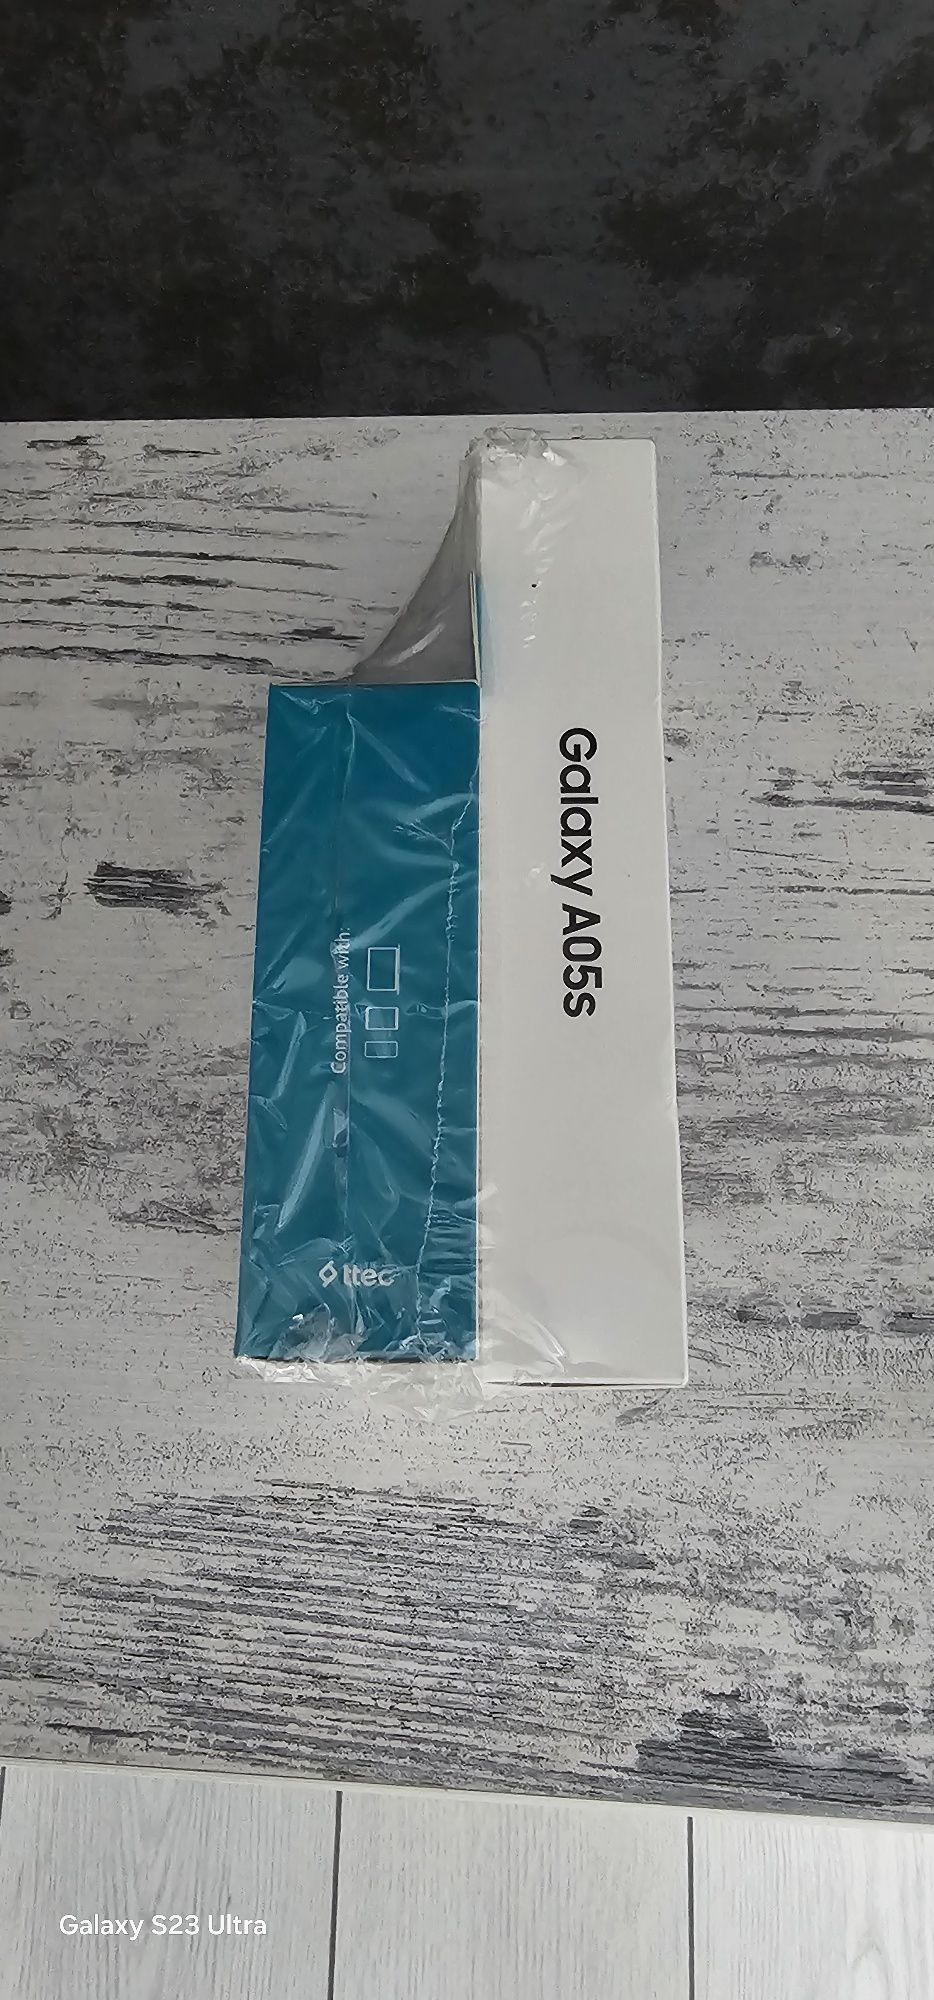 Galaxy A05s
Compatible with:
ttec
Galaxy S23 Ultra